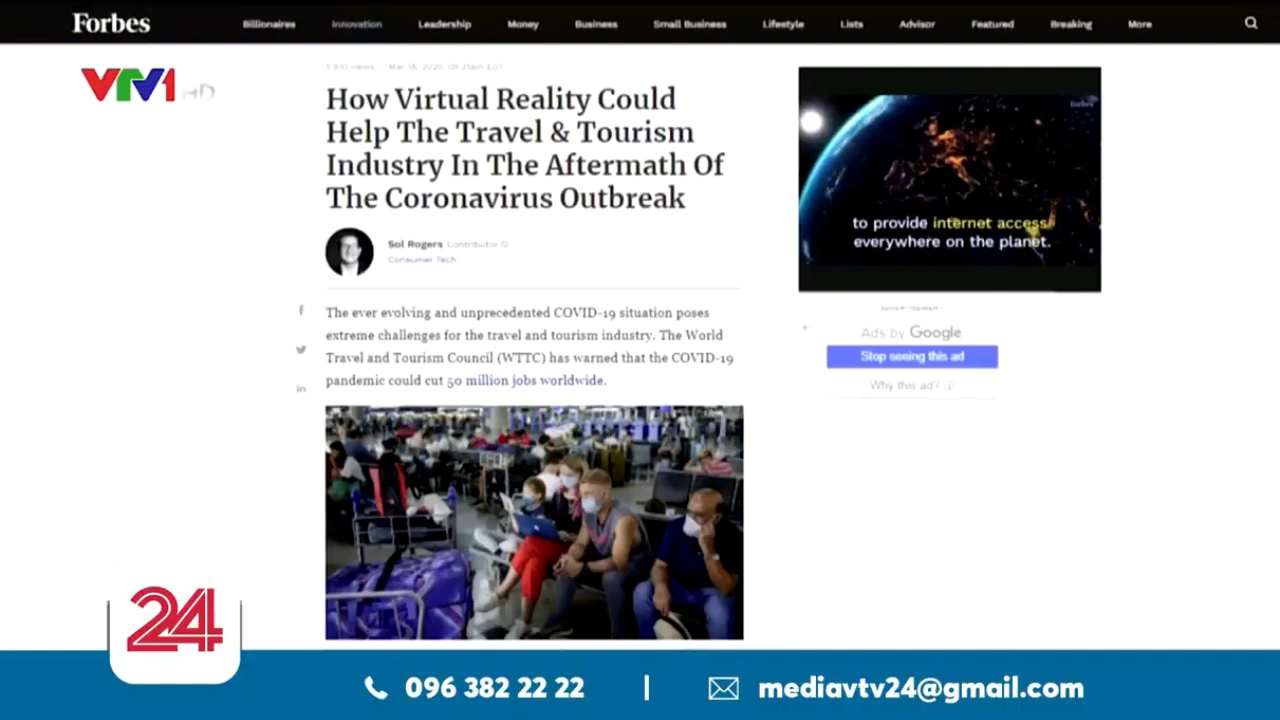 Forbes
Billionaires Innovation Leadership Money Business Small Business Lifestyle Lists Advisor Featured Breaking More
VTV1 HD
How Virtual Reality Could
Help The Travel & Tourism
Industry In The Aftermath Of
The Coronavirus Outbreak
Sol Rogers Contributor
Consumer Tech
The ever evolving and unprecedented COVID-19 situation poses
extreme challenges for the travel and tourism industry. The World
Travel and Tourism Council (WTTC) has warned that the COVID-19
pandemic could cut 50 million jobs worldwide.
Forbes
to provide internet access
everywhere on the planet.
Ads by Google
Stop seeing this ad
Why this ad?
24
096 382 22 22 | mediavtv24@gmail.com